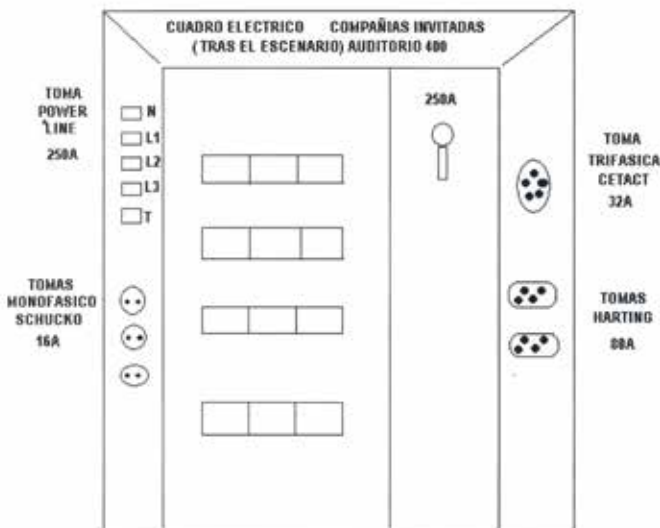 CUADRO ELECTRICO COMPAÑIAS INVITADAS
( TRAS EL ESCENARIO) AUDITORIO 400
TOMA
POWER
LINE
250A
N
L1
L2
L3
T
250A
TOMA
TRIFASICA
CETACT
32A
TOMAS
MONOFASICO
SCHUCKO
16A
TOMAS
HARTING
80A